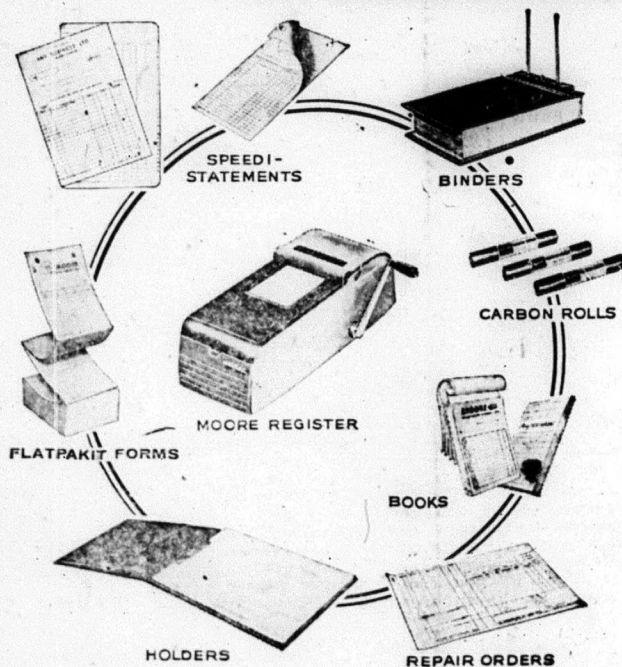 SPEEDI-
STATEMENTS
BINDERS
CARBON ROLLS
MOORE REGISTER
FLATPAKIT FORMS
BOOKS
HOLDERS
REPAIR ORDERS